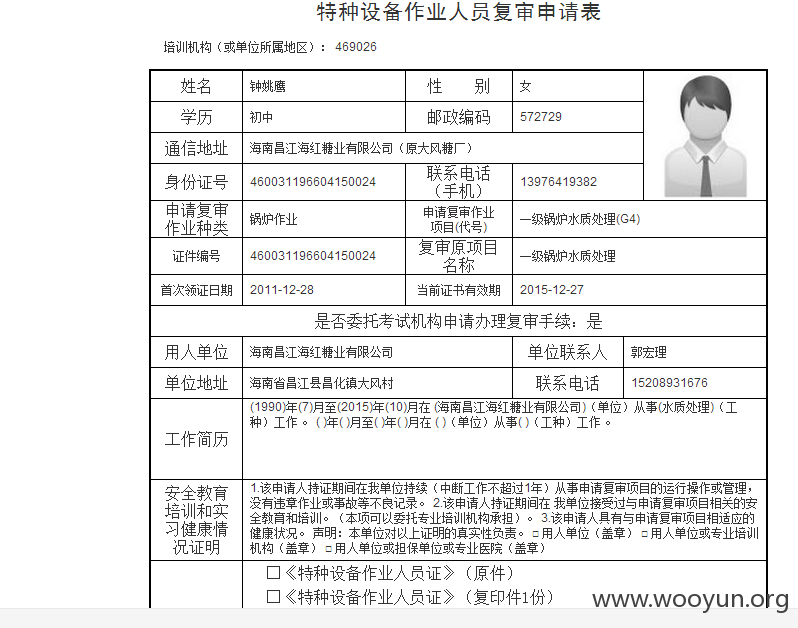 特种设备作业人员复审申请表
培训机构（或单位所属地区）： 469026
姓名 钟姚鹰 性 别 女
学历 初中 邮政编码 572729
通信地址 海南昌江海红糖业有限公司（原大风糖厂）
身份证号 460031196604150024 联系电话（手机） 13976419382
申请复审作业种类 锅炉作业 申请复审作业项目(代号) 一级锅炉水质处理(G4)
证件编号 460031196604150024 复审原项目名称 一级锅炉水质处理
首次领证日期 2011-12-28 当前证书有效期 2015-12-27
是否委托考试机构申请办理复审手续：是
用人单位 海南昌江海红糖业有限公司 单位联系人 郭宏理
单位地址 海南省昌江县昌化镇大风村 联系电话 15208931676
工作简历
(1990)年(7)月至(2015)年(10)月在 (海南昌江海红糖业有限公司)（单位）从事(水质处理)（工
种）工作 。( )年( )月至( )年( )月在 ( )（单位）从事( )（工种）工作 。
安全教育
培训和实
习健康情
况证明
1.该申请人持证期间在我单位持续（中断工作不超过1年）从事申请复审项目的运行操作或管理，
没有违章作业或事故等不良记录。 2.该申请人持证期间在 我单位接受过与申请复审项目相关的安
全教育和培训。（本项可以委托专业培训机构承担）。 3.该申请人具有与申请复审项目相适应的
健康状况。 声明：本单位对以上证明的真实性负责。 □ 用人单位（盖章） □ 用人单位或专业培训
机构（盖章） □ 用人单位或担保单位或专业医院（盖章）
□《特种设备作业人员证》（原件）
□《特种设备作业人员证》（复印件1份）
www.wooyun.org